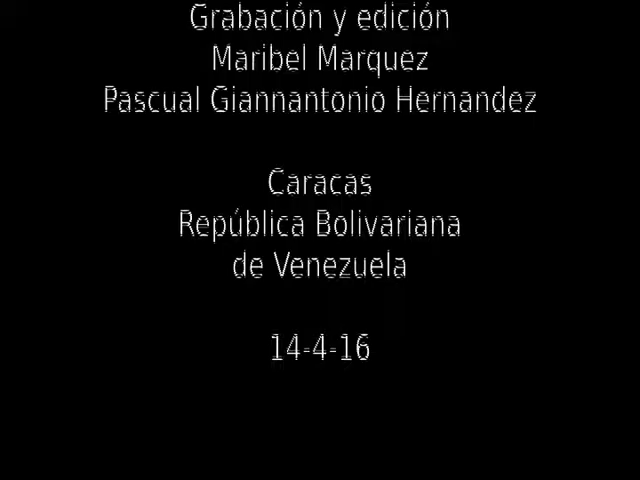 Grabación y edición
Maribel Marquez
Pascual Giannantonio Hernandez
Caracas
República Bolivariana
de Venezuela
14-4-16